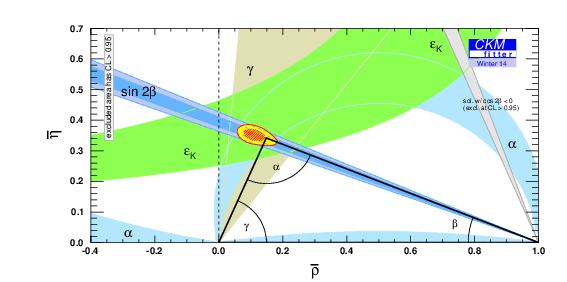 0.7
0.6
0.5
0.4
0.3
0.2
0.1
0.0
-0.4
-0.2
0.0
0.2
0.4
0.6
0.8
1.0
η̅
ρ̅
excluded area has CL > 0.95
sin 2β
γ
ε_K
CKM
fitter
Winter 14
sol. w/ cos 2β < 0
(excl. at CL > 0.95)
α
ε_K
α
α
γ
β